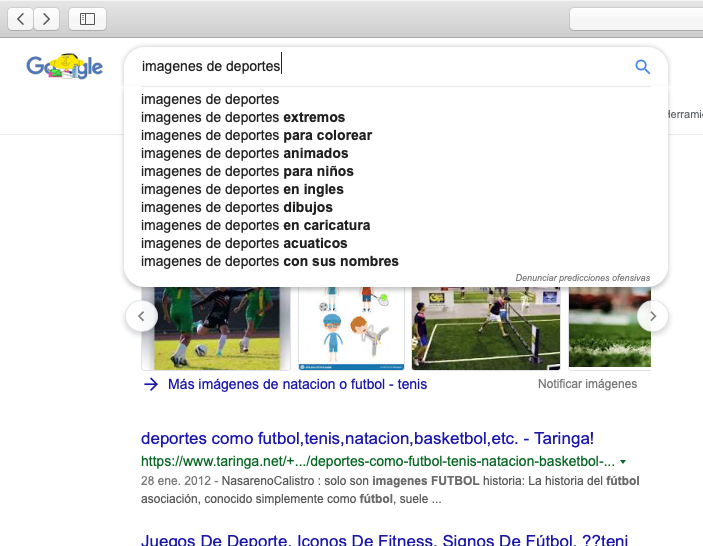 Google
imagenes de deportes
Herrami
imagenes de deportes
imagenes de deportes extremos
imagenes de deportes para colorear
imagenes de deportes animados
imagenes de deportes para niños
imagenes de deportes en ingles
imagenes de deportes dibujos
imagenes de deportes en caricatura
imagenes de deportes acuaticos
imagenes de deportes con sus nombres
Denunciar predicciones ofensivas
Más imágenes de natacion o futbol - tenis
Notificar imágenes
deportes como futbol,tenis,natacion,basketbol,etc. - Taringa!
https://www.taringa.net/+.../deportes-como-futbol-tenis-natacion-basketbol-...
28 ene. 2012 - NasarenoCalistro : solo son imagenes FUTBOL historia: La historia del fútbol
asociación, conocido simplemente como fútbol, suele ...
Juegos De Deporte, Iconos De Fitness, Signos De Fútbol, ??teni